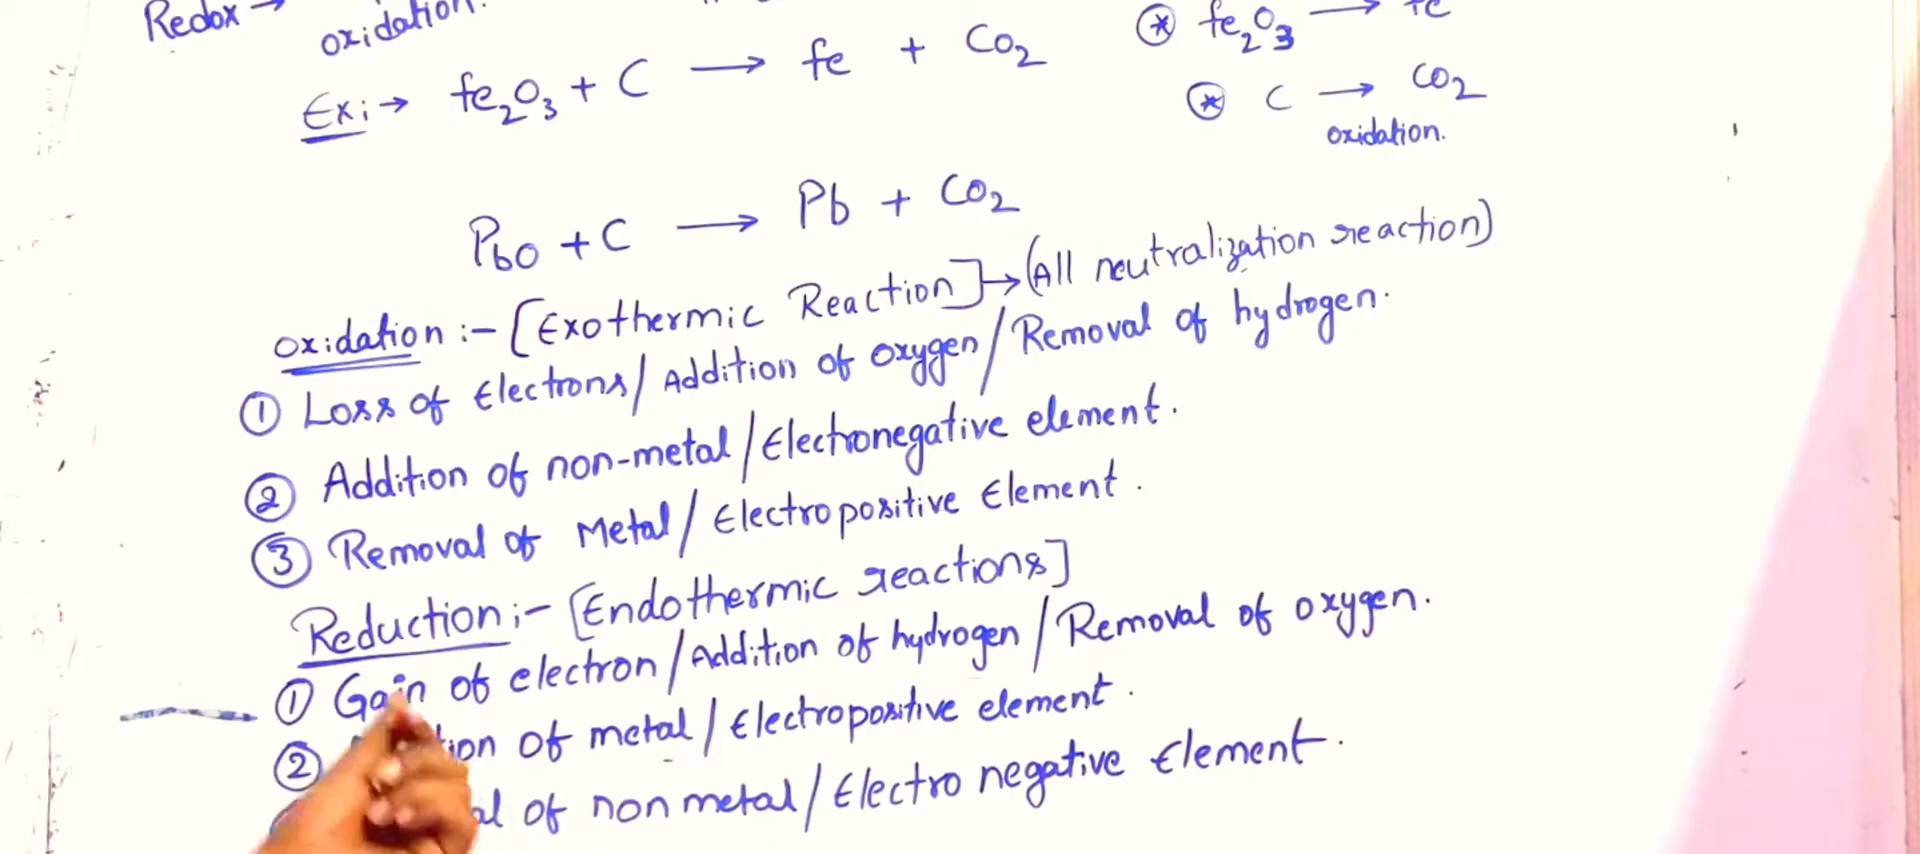 Redox →
oxidation.
Ex: → fe2O3 + C → fe + CO2
⊛ fe2O3 → fe
⊛ C → CO2
oxidation.
PbO + C → Pb + CO2
oxidation :- [Exothermic Reaction] → (All neutralization reaction)
① Loss of Electrons / Addition of oxygen / Removal of hydrogen.
② Addition of non-metal / Electronegative element.
③ Removal of Metal / Electropositive Element.
Reduction :- [Endothermic reactions]
① Gain of electron / Addition of hydrogen / Removal of oxygen.
② of metal / Electropositive element.
of non metal / Electro negative Element.